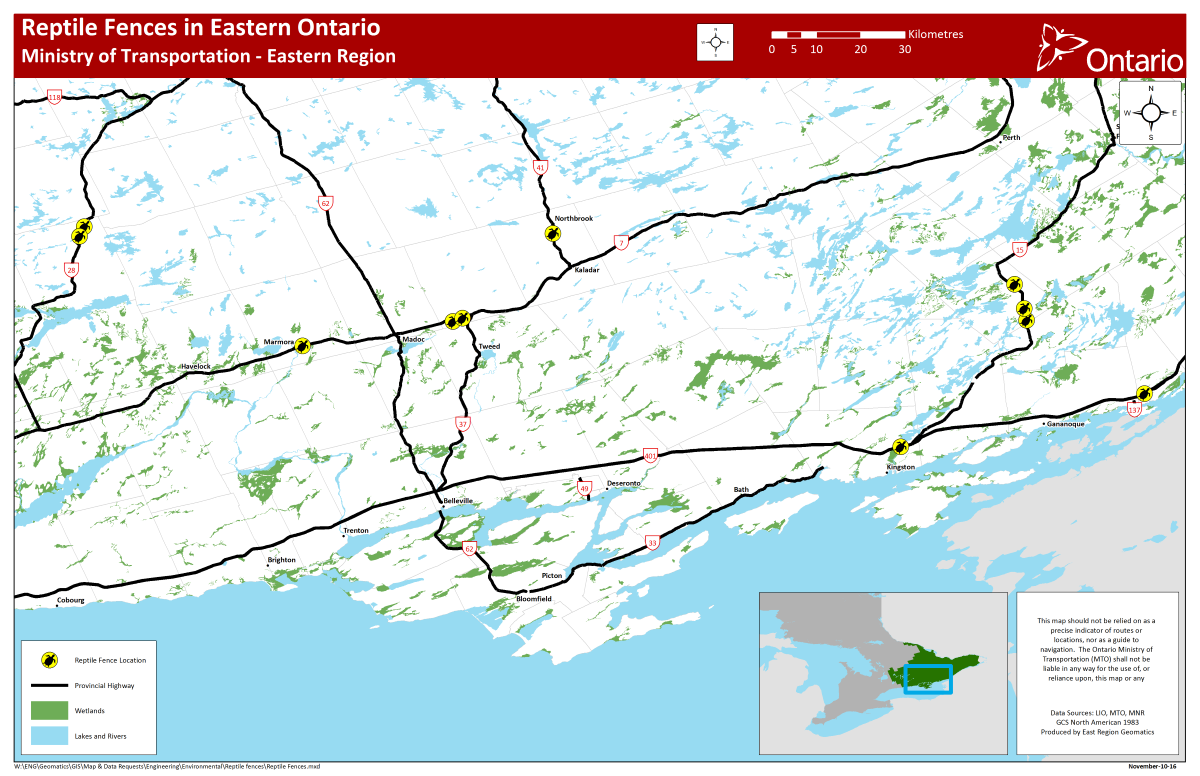 Reptile Fences in Eastern Ontario
Ministry of Transportation - Eastern Region
N
W E
S
Kilometres
0 5 10 20 30
Ontario
N
W E
S
118
41
Perth
62
Northbrook
7
15
28
Kaladar
Marmora
Madoc
Tweed
Havelock
137
37
Gananoque
401
Kingston
49
Deseronto
Bath
Belleville
Trenton
62
33
Brighton
Picton
Bloomfield
Cobourg
Reptile Fence Location
Provincial Highway
Wetlands
Lakes and Rivers
This map should not be relied on as a
precise indicator of routes or
locations, nor as a guide to
navigation. The Ontario Ministry of
Transportation (MTO) shall not be
liable in any way for the use of, or
reliance upon, this map or any
Data Sources: LIO, MTO, MNR
GCS North American 1983
Produced by East Region Geomatics
W:\ENG\Geomatics\GIS\Map & Data Requests\Engineering\Environmental\Reptile fences\Reptile Fences.mxd
November-10-16